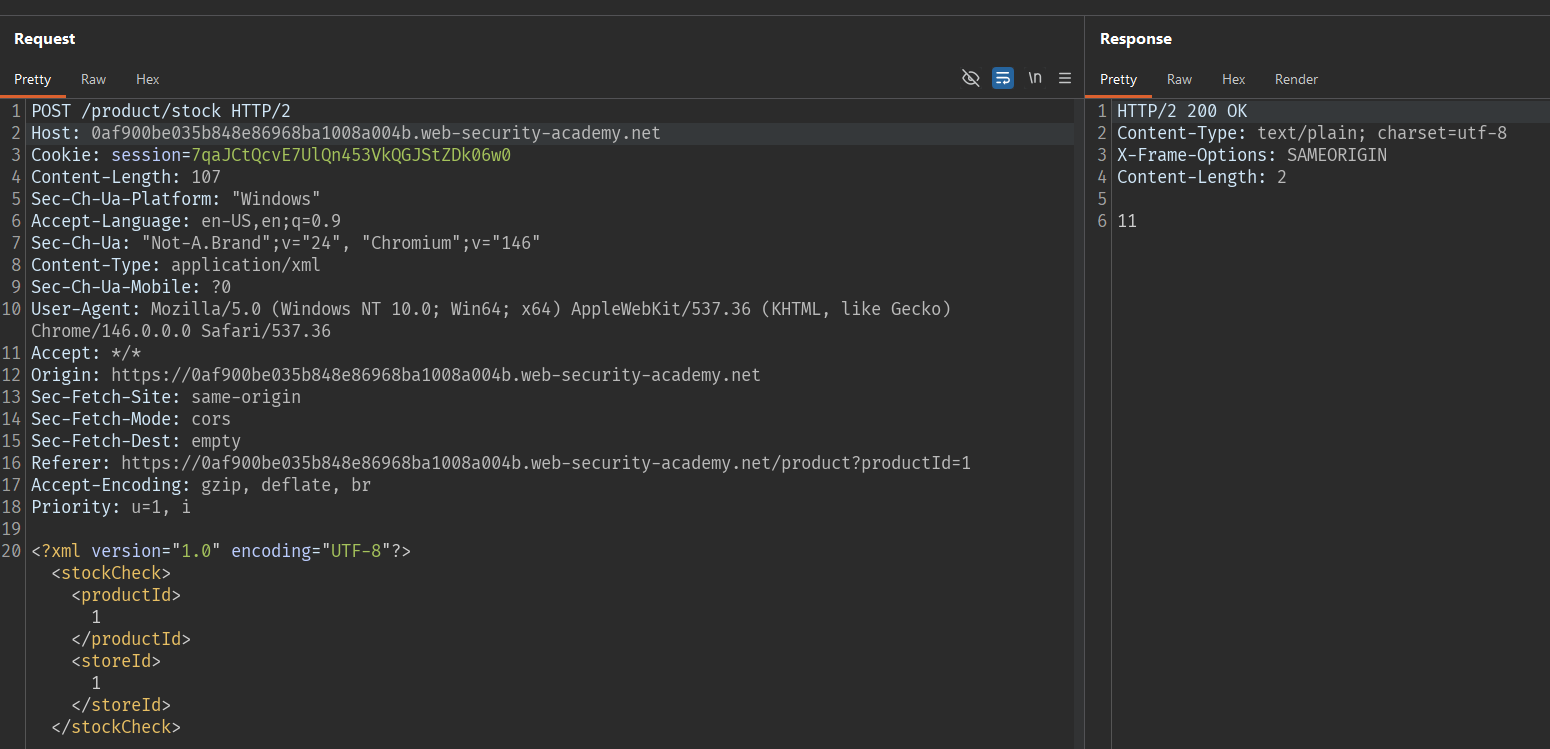 Request
Pretty Raw Hex \n
1 POST /product/stock HTTP/2
2 Host: 0af900be035b848e86968ba1008a004b.web-security-academy.net
3 Cookie: session=7qaJCtQcvE7UlQn453VkQGJStZDk06w0
4 Content-Length: 107
5 Sec-Ch-Ua-Platform: "Windows"
6 Accept-Language: en-US,en;q=0.9
7 Sec-Ch-Ua: "Not-A.Brand";v="24", "Chromium";v="146"
8 Content-Type: application/xml
9 Sec-Ch-Ua-Mobile: ?0
10 User-Agent: Mozilla/5.0 (Windows NT 10.0; Win64; x64) AppleWebKit/537.36 (KHTML, like Gecko)
Chrome/146.0.0.0 Safari/537.36
11 Accept: */*
12 Origin: https://0af900be035b848e86968ba1008a004b.web-security-academy.net
13 Sec-Fetch-Site: same-origin
14 Sec-Fetch-Mode: cors
15 Sec-Fetch-Dest: empty
16 Referer: https://0af900be035b848e86968ba1008a004b.web-security-academy.net/product?productId=1
17 Accept-Encoding: gzip, deflate, br
18 Priority: u=1, i
19
20 <?xml version="1.0" encoding="UTF-8"?>
<stockCheck>
<productId>
1
</productId>
<storeId>
1
</storeId>
</stockCheck>
Response
Pretty Raw Hex Render
1 HTTP/2 200 OK
2 Content-Type: text/plain; charset=utf-8
3 X-Frame-Options: SAMEORIGIN
4 Content-Length: 2
5
6 11